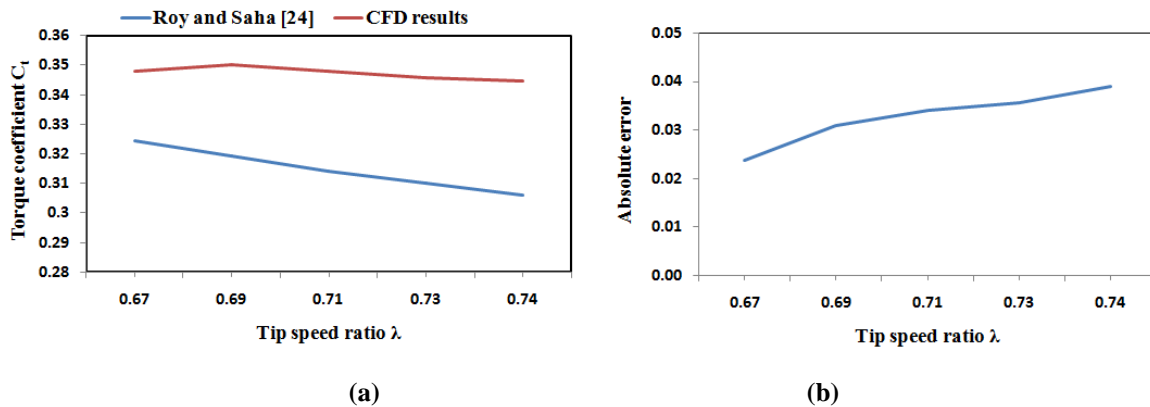 Roy and Saha [24] CFD results
Torque coefficient Cₜ
0.36
0.35
0.34
0.33
0.32
0.31
0.3
0.29
0.28
0.67 0.69 0.71 0.73 0.74
Tip speed ratio λ
(a)
Absolute error
0.05
0.04
0.03
0.02
0.01
0.00
0.67 0.69 0.71 0.73 0.74
Tip speed ratio λ
(b)